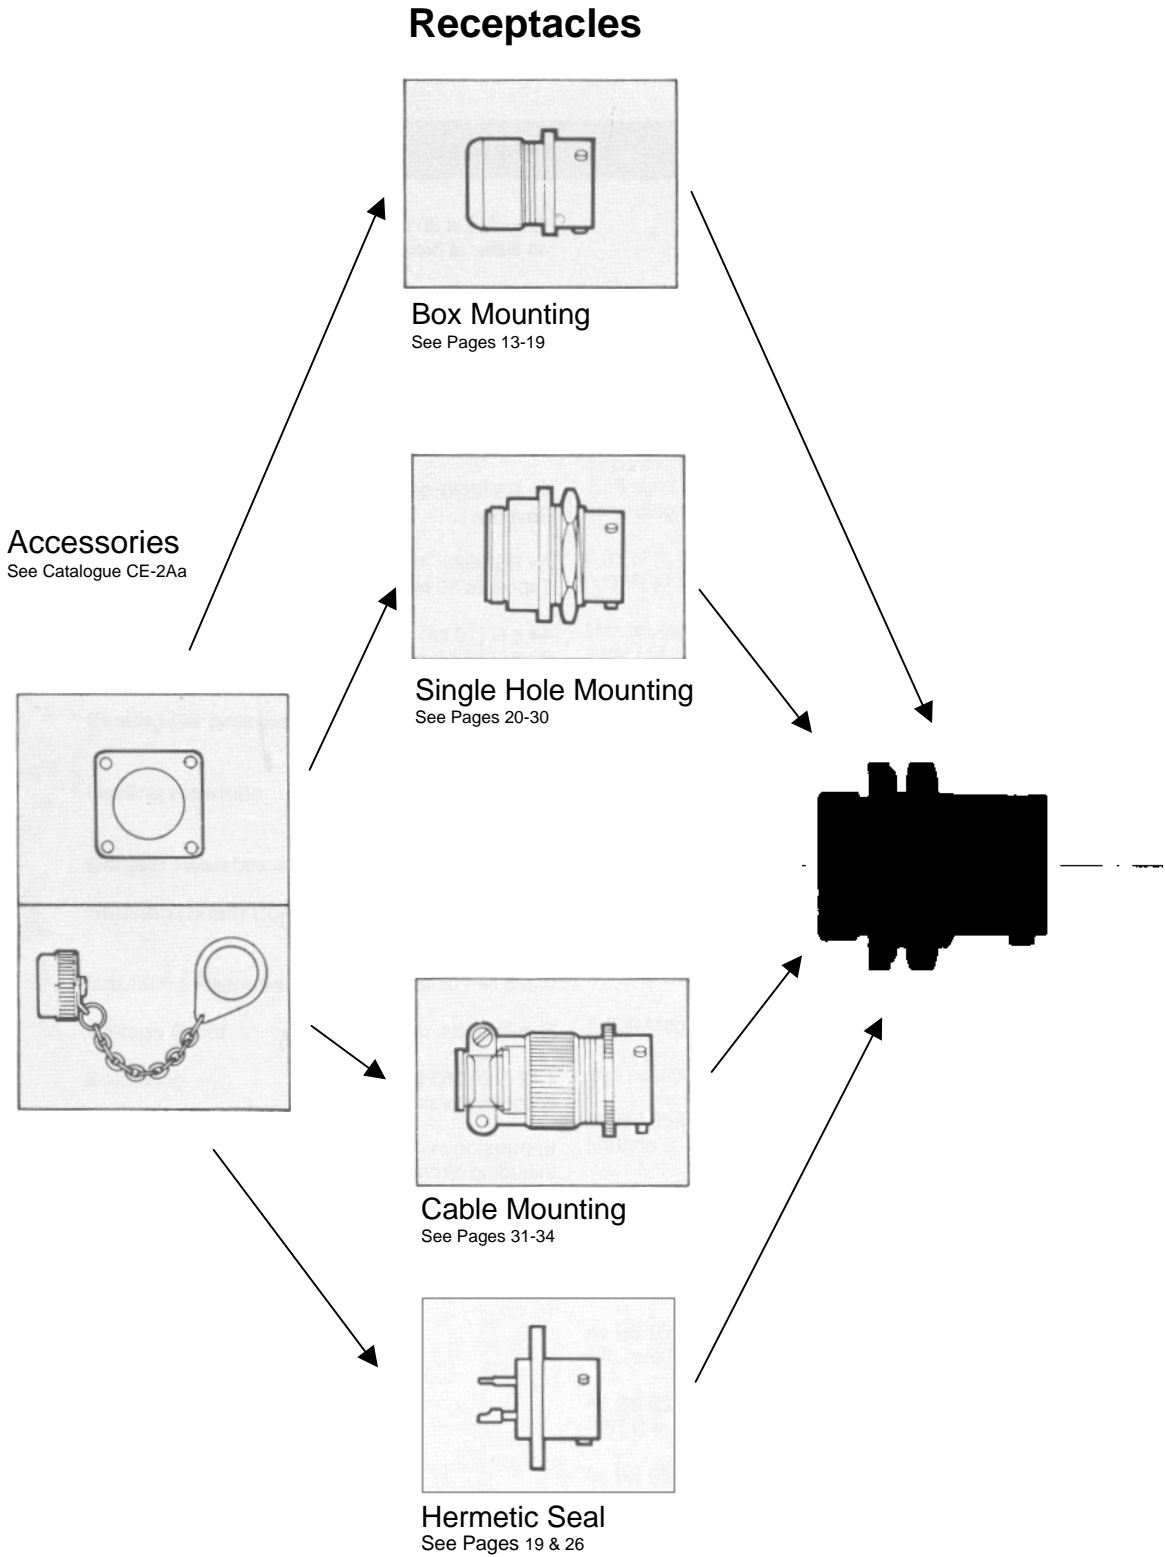 Receptacles
Box Mounting
See Pages 13-19
Accessories
See Catalogue CE-2Aa
Single Hole Mounting
See Pages 20-30
Cable Mounting
See Pages 31-34
Hermetic Seal
See Pages 19 & 26